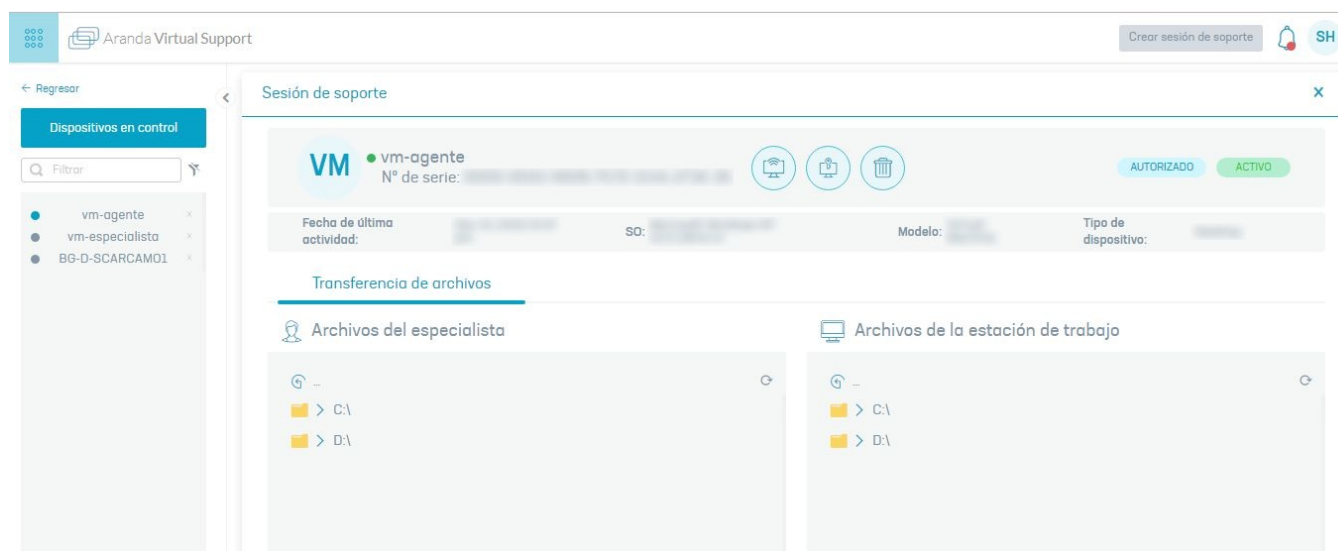 Aranda Virtual Support
Crear sesión de soporte
SH
← Regresar
Dispositivos en control
Filtrar
vm-agente ×
vm-especialista ×
BG-D-SCARCAMO1 ×
Sesión de soporte
×
VM
vm-agente
N° de serie:
AUTORIZADO
ACTIVO
Fecha de última
actividad:
SO:
Modelo:
Tipo de
dispositivo:
Transferencia de archivos
Archivos del especialista
...
> C:\
> D:\
Archivos de la estación de trabajo
...
> C:\
> D:\